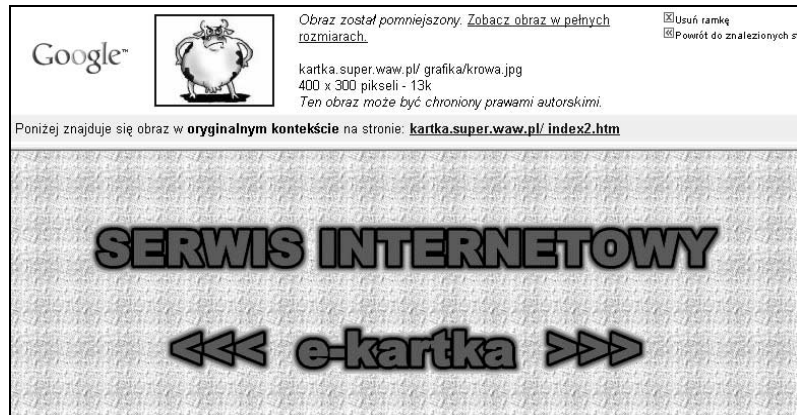 Google™
Obraz został pomniejszony. Zobacz obraz w pełnych
rozmiarach.
kartka.super.waw.pl/ grafika/krowa.jpg
400 x 300 pikseli - 13k
Ten obraz może być chroniony prawami autorskimi.
Usuń ramkę
Powrót do znalezionych
Poniżej znajduje się obraz w oryginalnym kontekście na stronie: kartka.super.waw.pl/ index2.htm
SERWIS INTERNETOWY
<<< e-kartka >>>